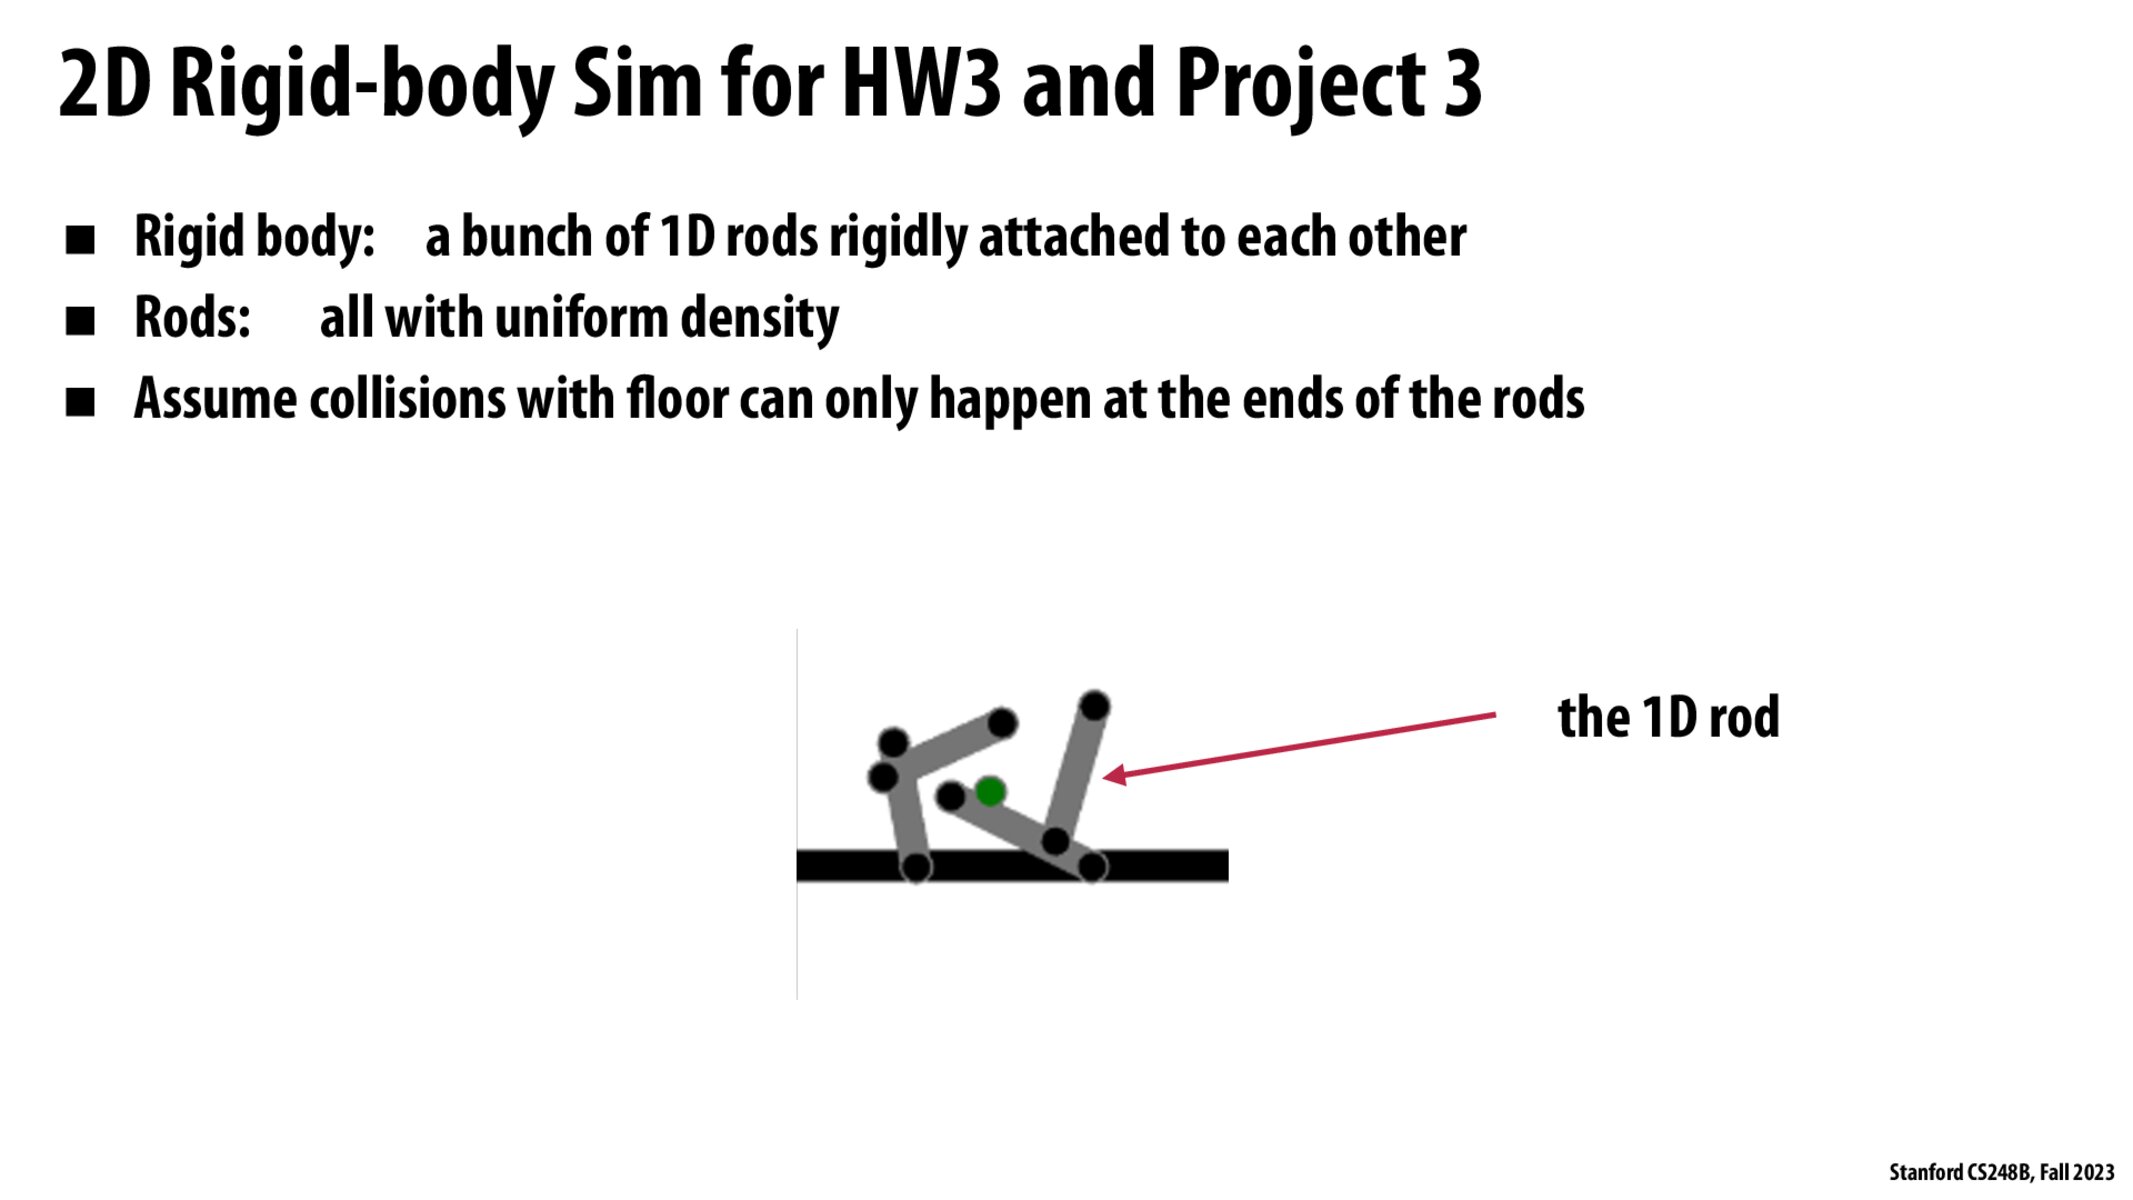 2D Rigid-body Sim for HW3 and Project 3
■ Rigid body: a bunch of 1D rods rigidly attached to each other
■ Rods: all with uniform density
■ Assume collisions with floor can only happen at the ends of the rods
the 1D rod
Stanford CS248B, Fall 2023